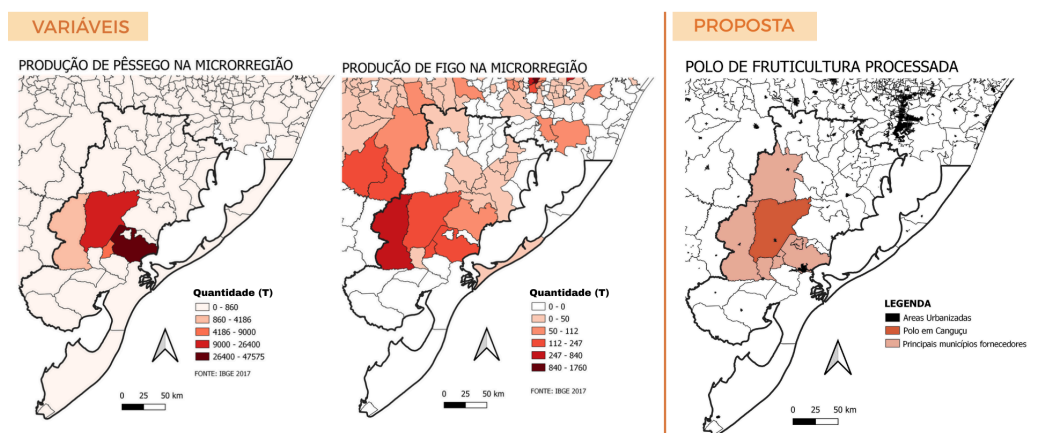 VARIÁVEIS
PRODUÇÃO DE PÊSSEGO NA MICRORREGIÃO
Quantidade (T)
0 - 860
860 - 4186
4186 - 9000
9000 - 26400
26400 - 47575
FONTE: IBGE 2017
0 25 50 km
PRODUÇÃO DE FIGO NA MICRORREGIÃO
Quantidade (T)
0 - 0
0 - 50
50 - 112
112 - 247
247 - 840
840 - 1760
FONTE: IBGE 2017
0 25 50 km
PROPOSTA
POLO DE FRUTICULTURA PROCESSADA
LEGENDA
Areas Urbanizadas
Polo em Canguçu
Principais municípios fornecedores
0 25 50 km